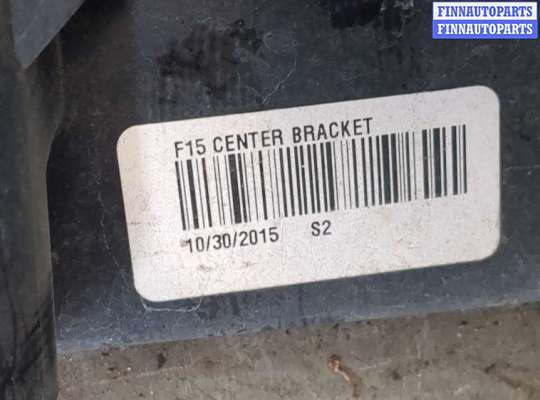 FINNAUTOPARTS
FINNAUTOPARTS
F15 CENTER BRACKET
10/30/2015 S2